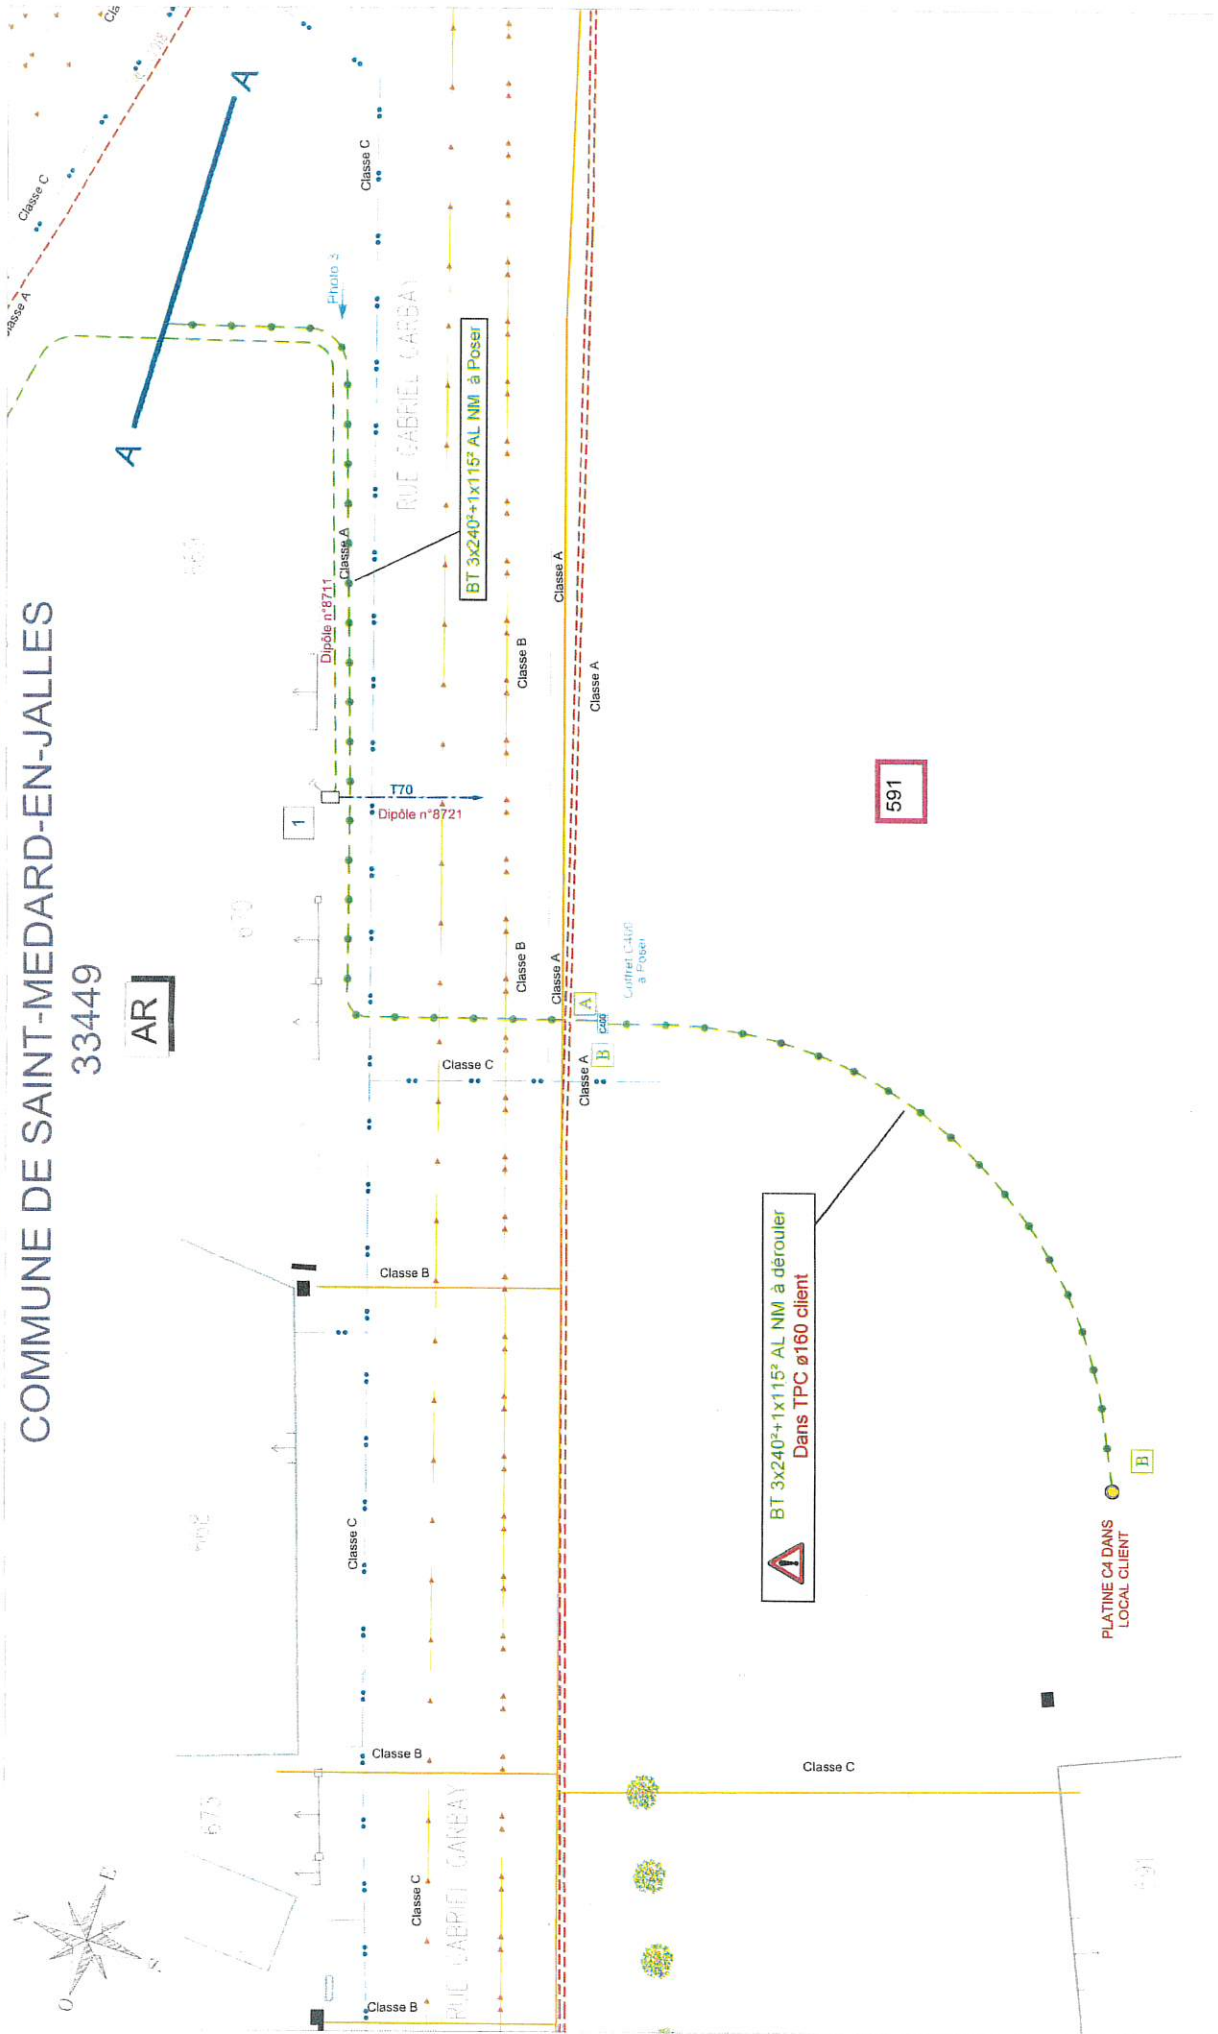 COMMUNE DE SAINT-MEDARD-EN-JALLES
33449
AR
A
A
Classe C
Classe C
Photo 3
RUE GABRIEL GARBAY
BT 3x240²+1x115² AL NM à Poser
Classe A
Dipôle n°8711
Classe A
Classe B
Classe A
1
T70
Dipôle n°8721
670
591
Classe B
Classe A
Coffret C400
à Poser
A
C400
B
Classe C
Classe A
Classe B
BT 3x240²+1x115² AL NM à dérouler
Dans TPC ø160 client
Classe C
B
PLATINE C4 DANS
LOCAL CLIENT
Classe B
Classe C
675
Classe C
RUE GABRIEL GARBAY
Classe B
N
E
S
O